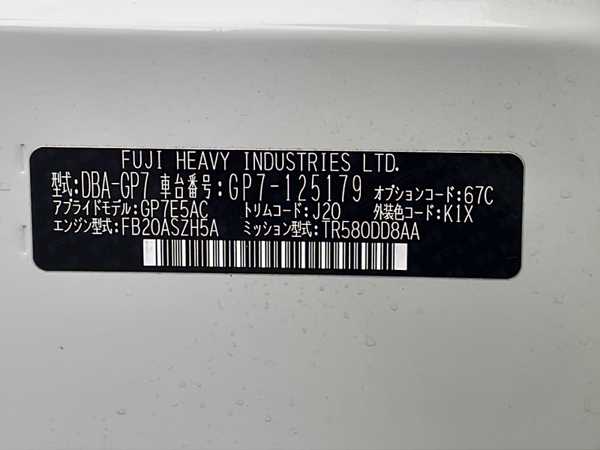 FUJI HEAVY INDUSTRIES LTD.
型式:DBA-GP7 車台番号:GP7-125179 オプションコード:67C
アプライドモデル:GP7E5AC トリムコード:J20 外装色コード:K1X
エンジン型式:FB20ASZH5A ミッション型式:TR580DD8AA